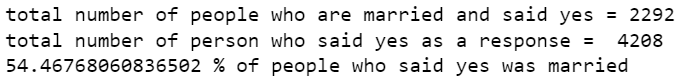 total number of people who are married and said yes = 2292
total number of person who said yes as a response =  4208
54.46768060836502 % of people who said yes was married